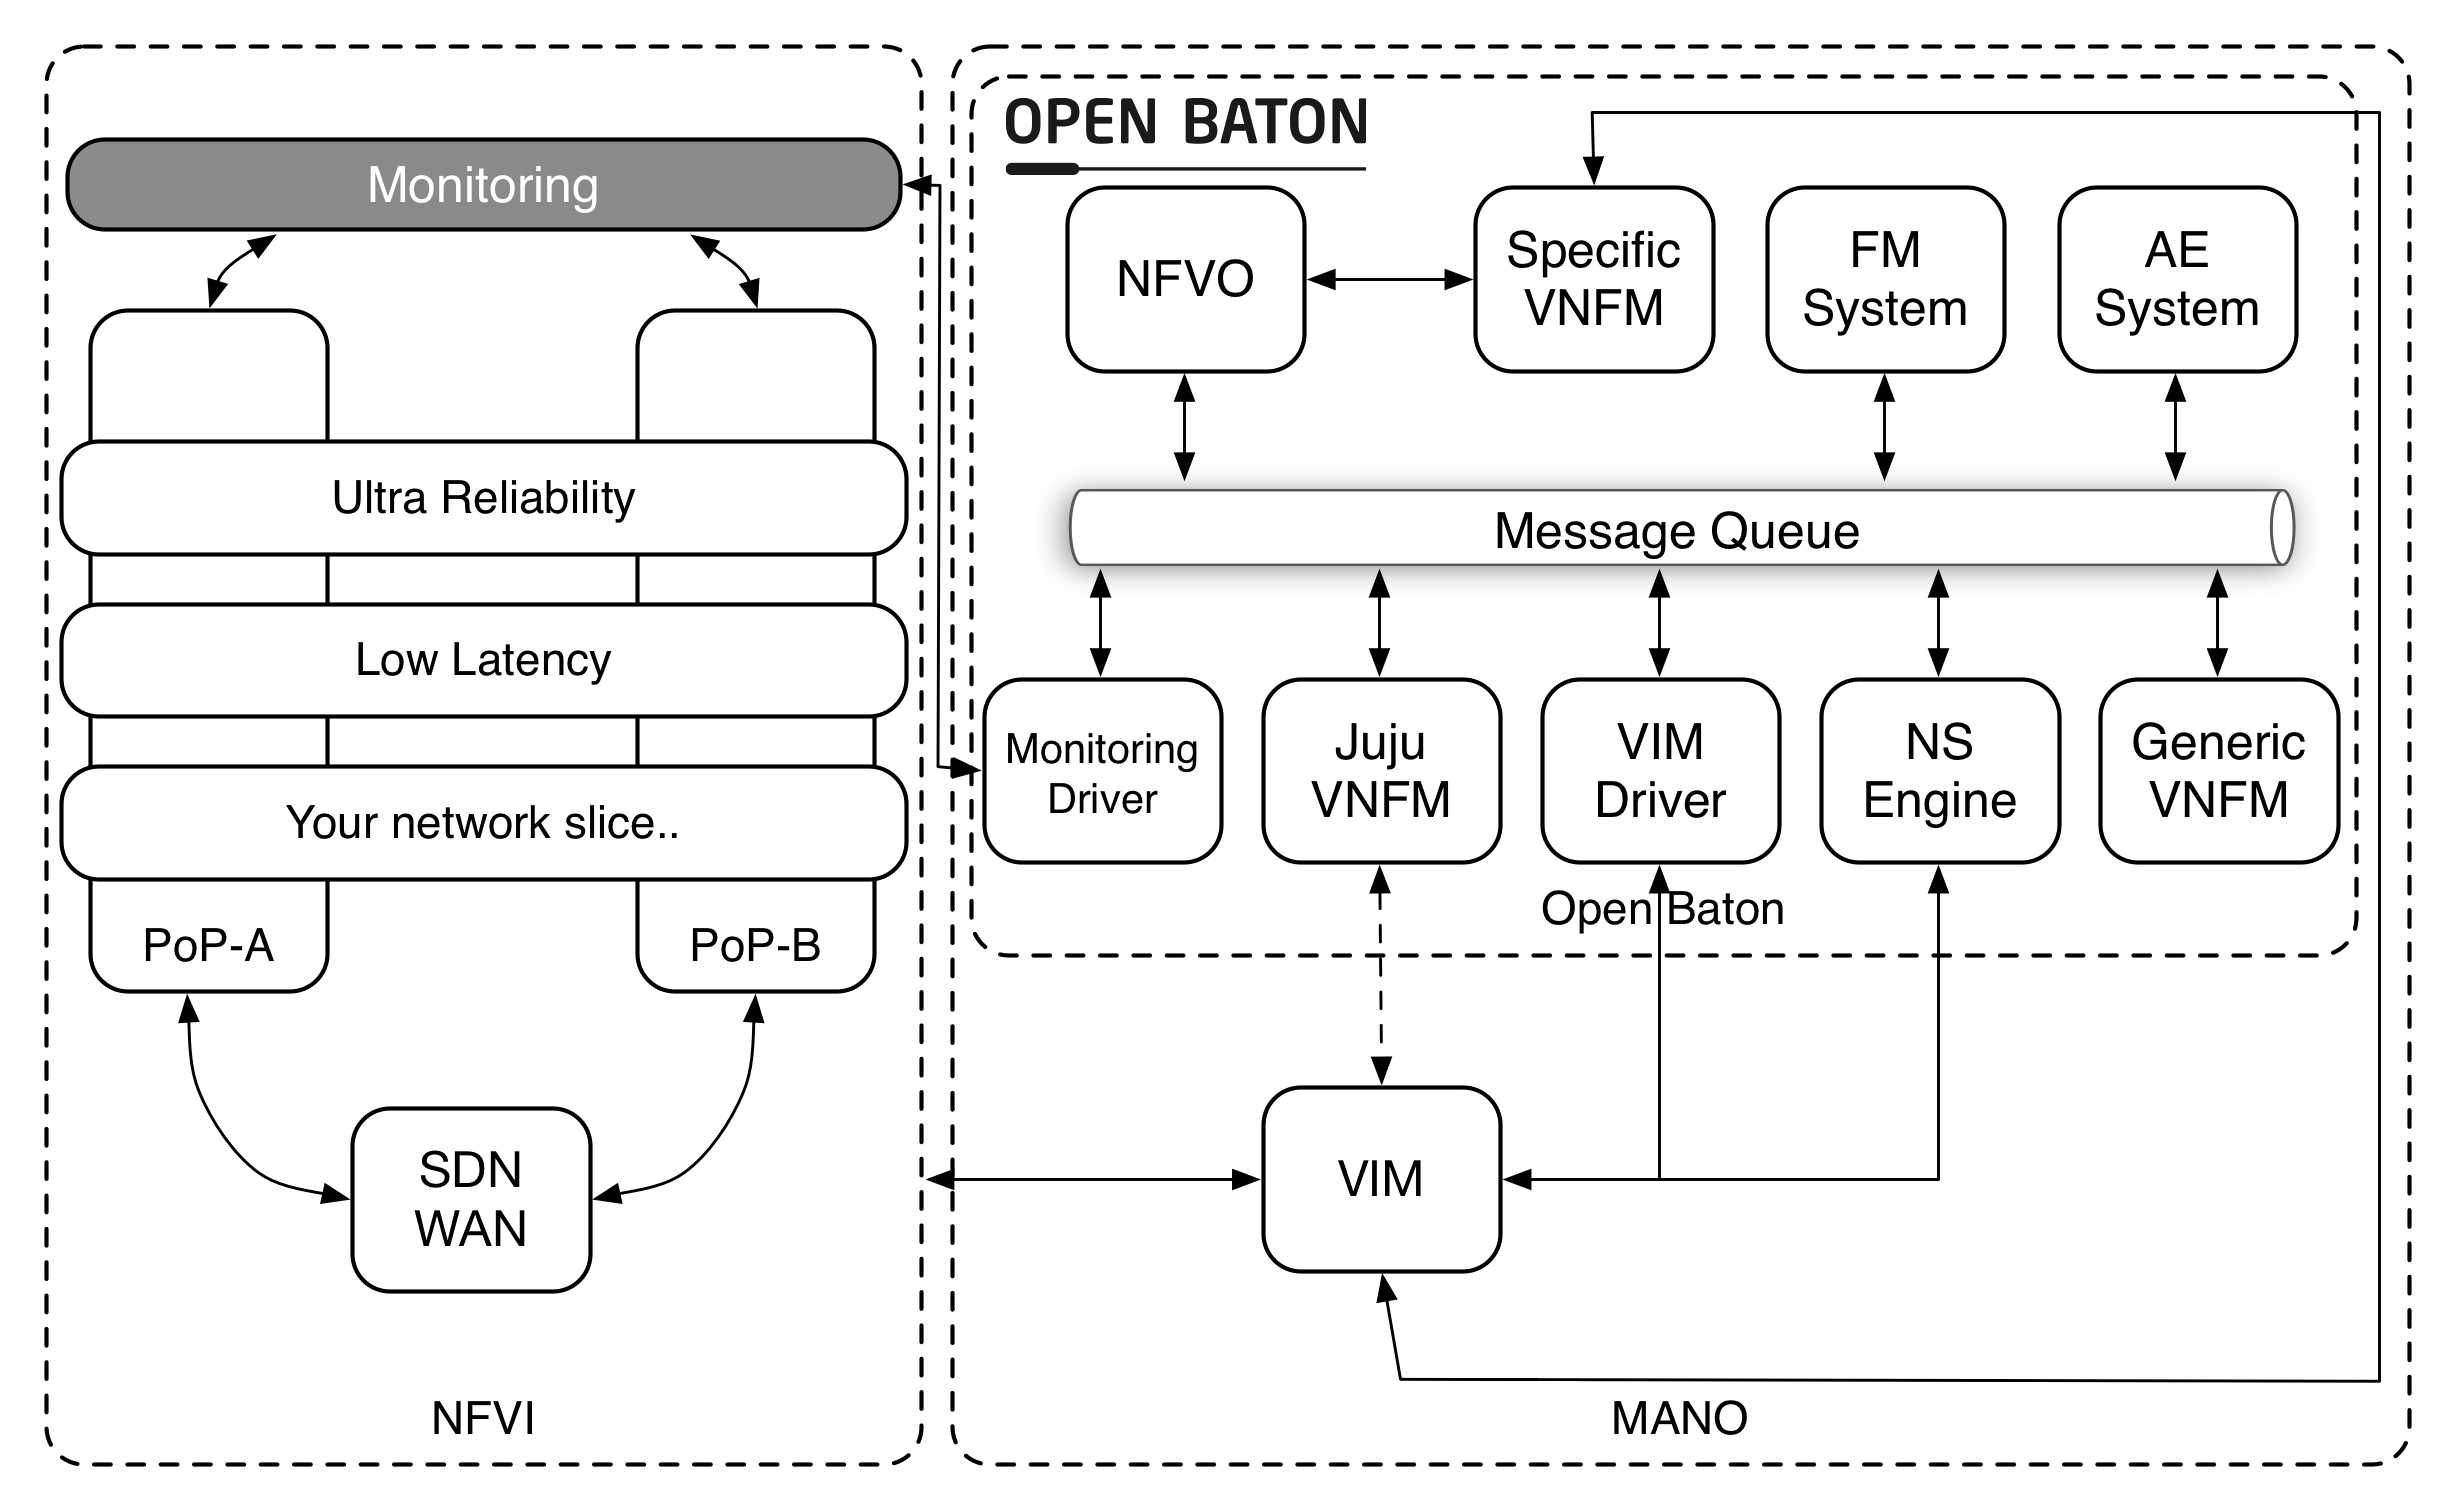 Monitoring
Ultra Reliability
Low Latency
Your network slice..
PoP-A
PoP-B
SDN
WAN
NFVI
OPEN BATON
NFVO
Specific
VNFM
FM
System
AE
System
Message Queue
Monitoring
Driver
Juju
VNFM
VIM
Driver
NS
Engine
Generic
VNFM
Open Baton
VIM
MANO